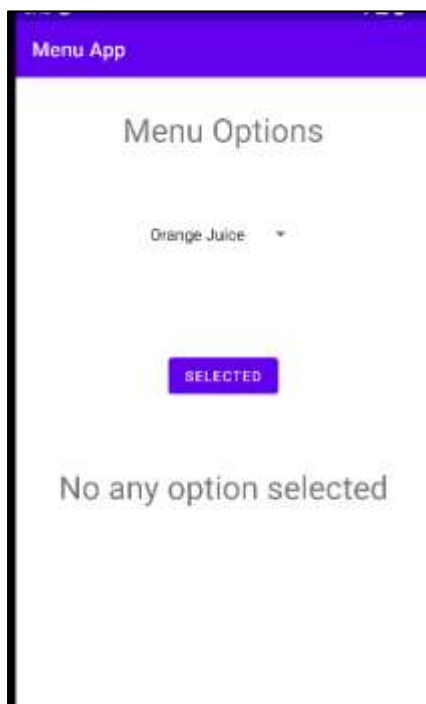 Menu App
Menu Options
Orange Juice
SELECTED
No any option selected